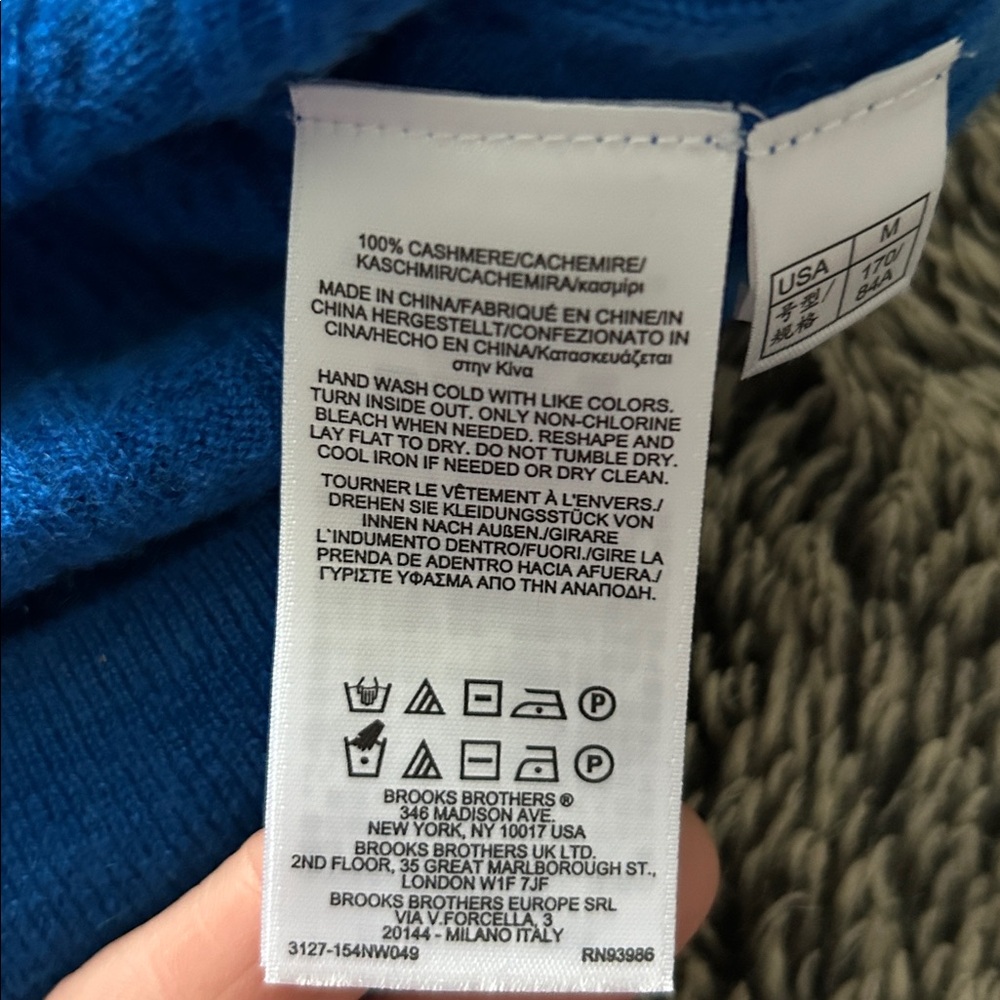 100% CASHMERE/CACHEMIRE/
KASCHMIR/CACHEMIRA/κασμίρι
MADE IN CHINA/FABRIQUÉ EN CHINE/IN
CHINA HERGESTELLT/CONFEZIONATO IN
CINA/HECHO EN CHINA/Κατασκευάζεται
στην Κίνα
HAND WASH COLD WITH LIKE COLORS.
TURN INSIDE OUT. ONLY NON-CHLORINE
BLEACH WHEN NEEDED. RESHAPE AND
LAY FLAT TO DRY. DO NOT TUMBLE DRY.
COOL IRON IF NEEDED OR DRY CLEAN.
TOURNER LE VÊTEMENT À L'ENVERS./
DREHEN SIE KLEIDUNGSSTÜCK VON
INNEN NACH AUßEN./GIRARE
L`INDUMENTO DENTRO/FUORI./GIRE LA
PRENDA DE ADENTRO HACIA AFUERA./
ΓΥΡΙΣΤΕ ΥΦΑΣΜΑ ΑΠΟ ΤΗΝ ΑΝΑΠΟΔΗ.
P
P
BROOKS BROTHERS ®
346 MADISON AVE.
NEW YORK, NY 10017 USA
BROOKS BROTHERS UK LTD.
2ND FLOOR, 35 GREAT MARLBOROUGH ST.,
LONDON W1F 7JF
BROOKS BROTHERS EUROPE SRL
VIA V.FORCELLA, 3
20144 - MILANO ITALY
3127-154NW049 RN93986
USA M
号型/ 170/
规格 84A